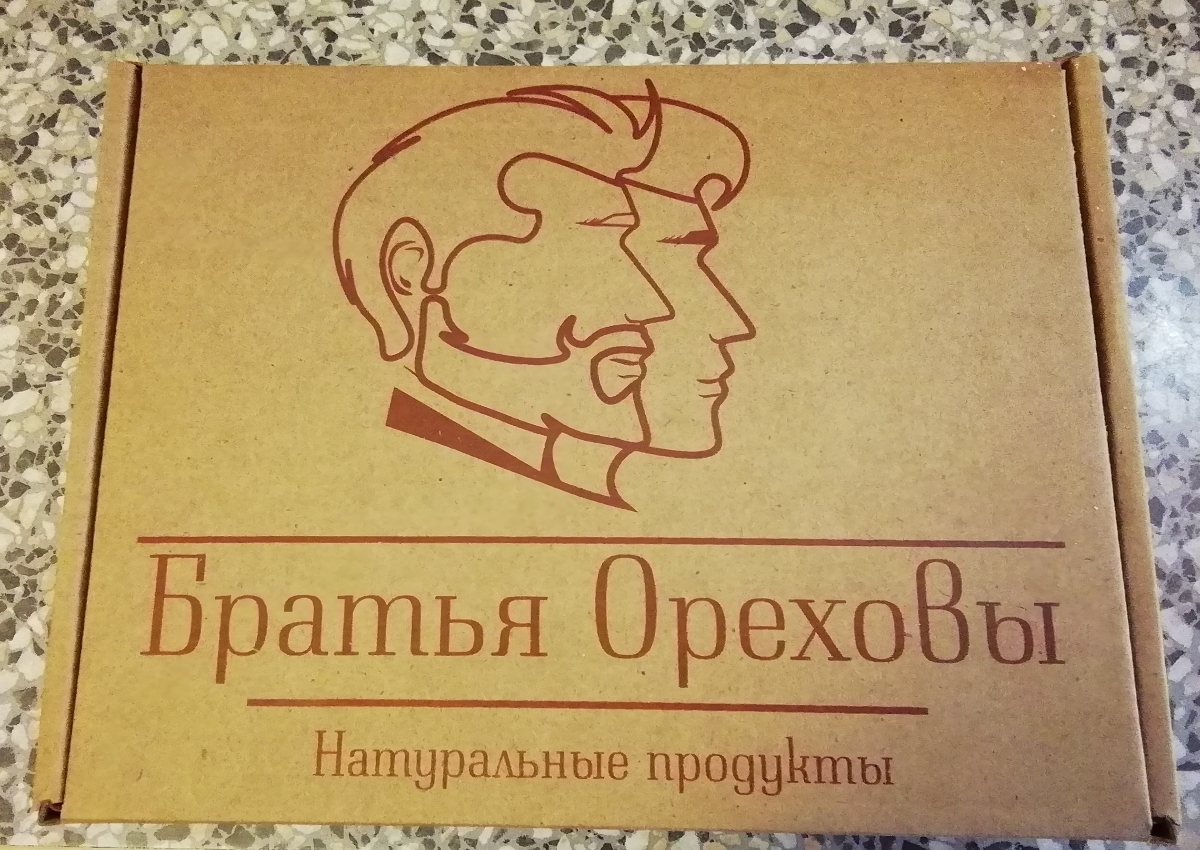 Братья Ореховы
Натуральные продукты